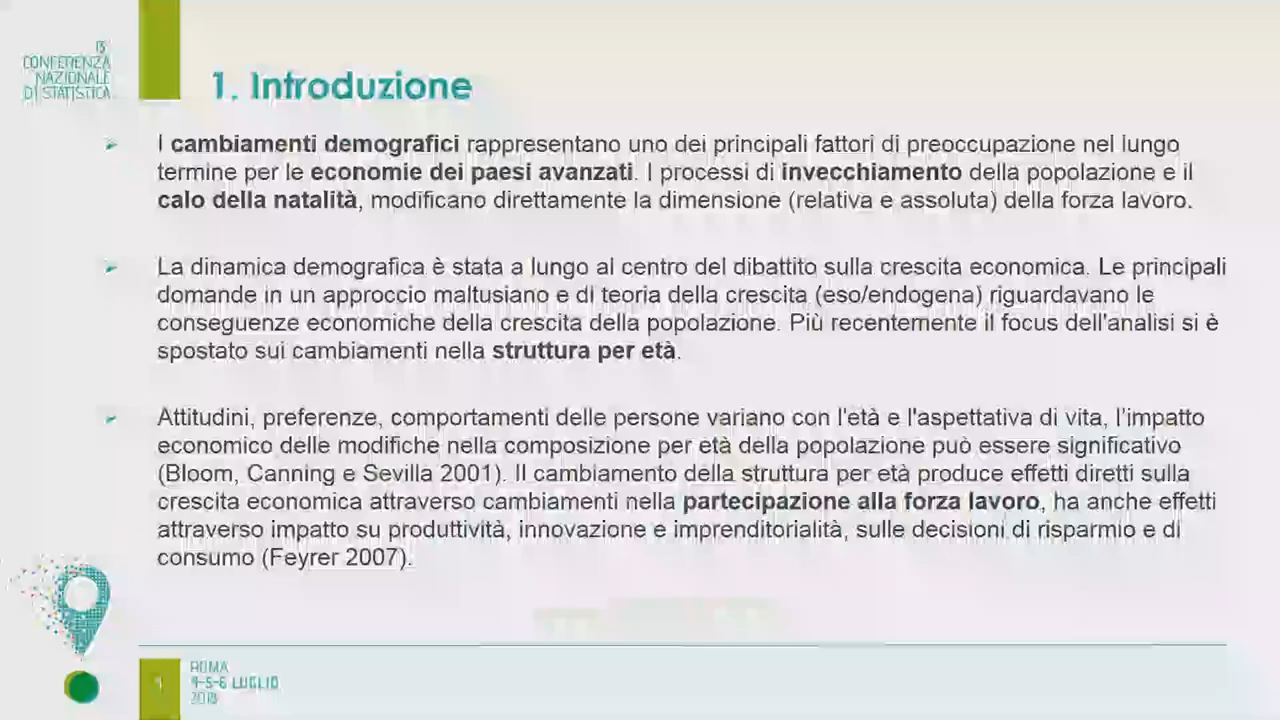 13ª
CONFERENZA
NAZIONALE
DI STATISTICA
1. Introduzione
I cambiamenti demografici rappresentano uno dei principali fattori di preoccupazione nel lungo
termine per le economie dei paesi avanzati. I processi di invecchiamento della popolazione e il
calo della natalità, modificano direttamente la dimensione (relativa e assoluta) della forza lavoro.
La dinamica demografica è stata a lungo al centro del dibattito sulla crescita economica. Le principali
domande in un approccio maltusiano e di teoria della crescita (eso/endogena) riguardavano le
conseguenze economiche della crescita della popolazione. Più recentemente il focus dell'analisi si è
spostato sui cambiamenti nella struttura per età.
Attitudini, preferenze, comportamenti delle persone variano con l'età e l'aspettativa di vita, l'impatto
economico delle modifiche nella composizione per età della popolazione può essere significativo
(Bloom, Canning e Sevilla 2001). Il cambiamento della struttura per età produce effetti diretti sulla
crescita economica attraverso cambiamenti nella partecipazione alla forza lavoro, ha anche effetti
attraverso impatto su produttività, innovazione e imprenditorialità, sulle decisioni di risparmio e di
consumo (Feyrer 2007).
1
ROMA
4-5-6 LUGLIO
2018